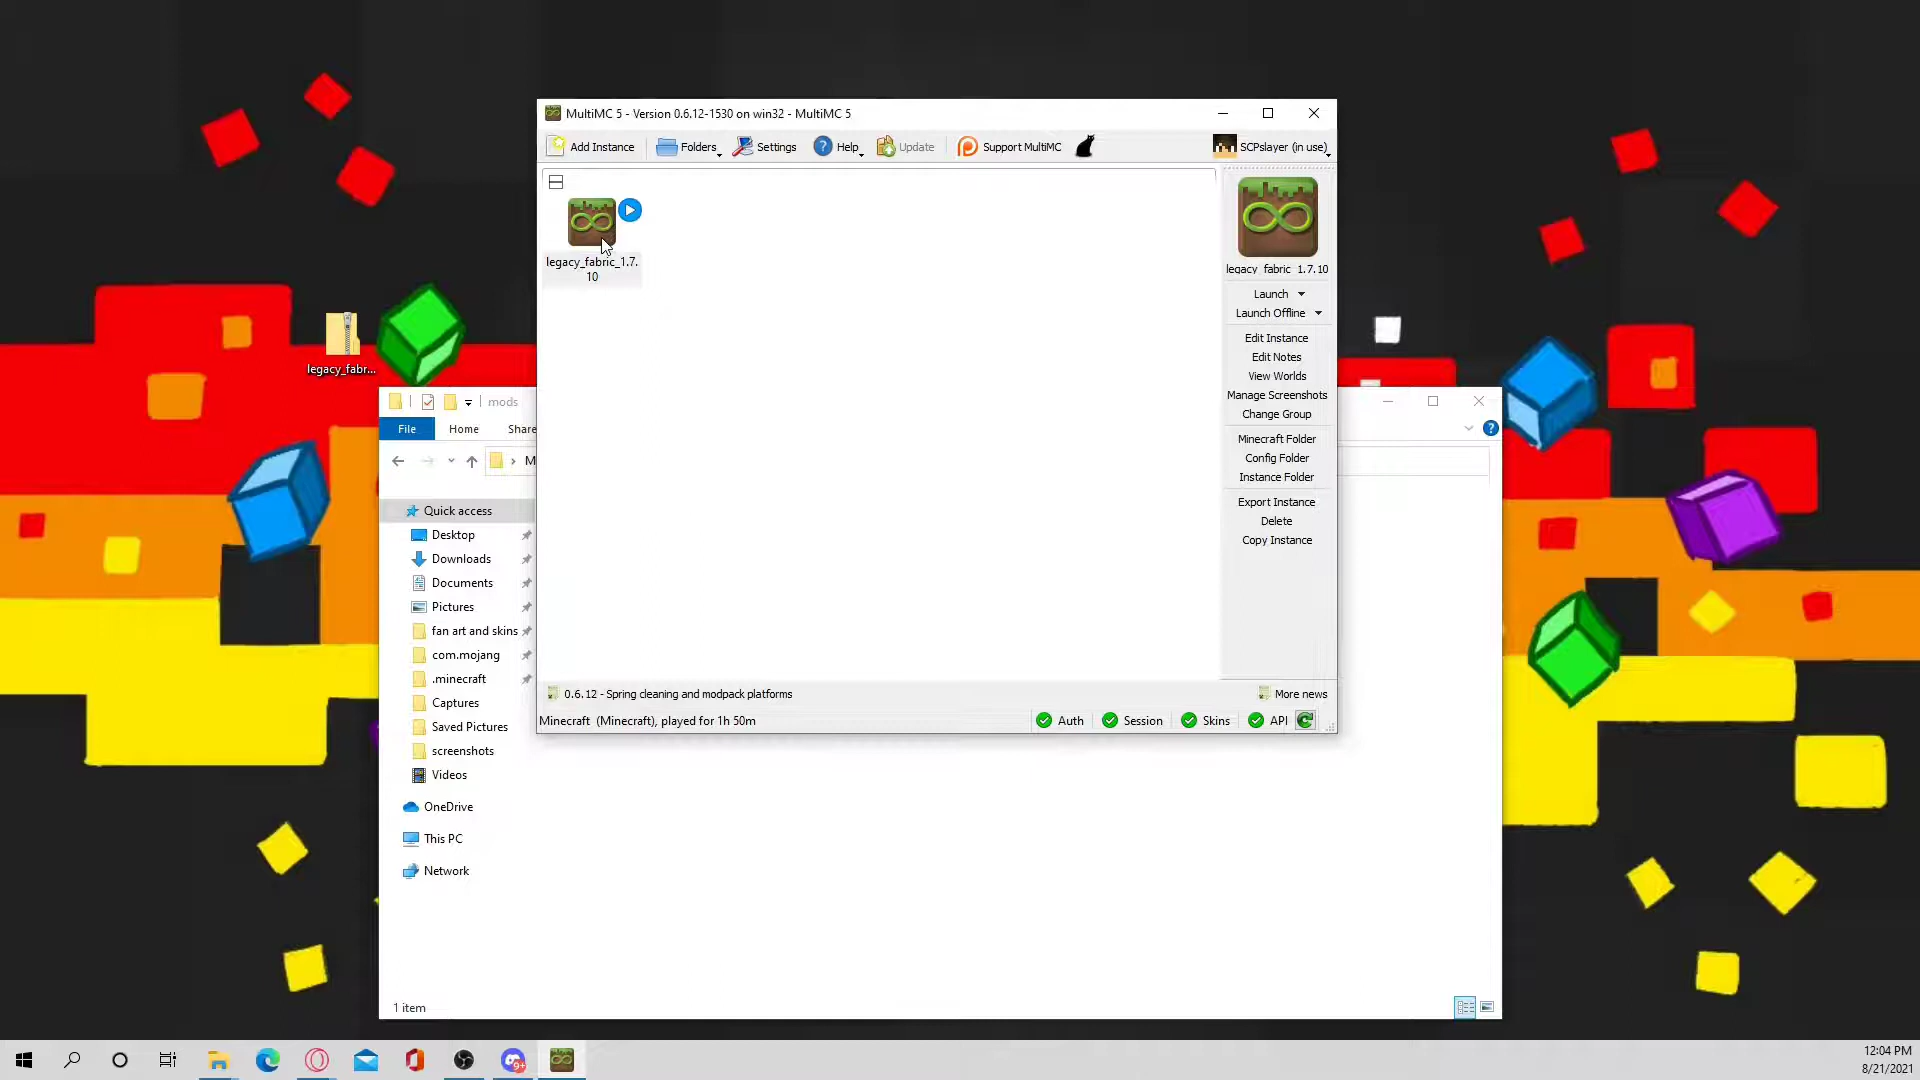 MultiMC 5 - Version 0.6.12-1530 on win32 - MultiMC 5
Add Instance
Folders
Settings
Help
Update
Support MultiMC
SCPslayer (in use)
legacy_fabric_1.7.
10
legacy_fabric_1.7.10
Launch
Launch Offline
Edit Instance
Edit Notes
View Worlds
Manage Screenshots
Change Group
Minecraft Folder
Config Folder
Instance Folder
Export Instance
Delete
Copy Instance
0.6.12 - Spring cleaning and modpack platforms
More news
Minecraft (Minecraft), played for 1h 50m
Auth
Session
Skins
API
legacy_fabr...
mods
File
Home
Share
M
Quick access
Desktop
Downloads
Documents
Pictures
fan art and skins
com.mojang
.minecraft
Captures
Saved Pictures
screenshots
Videos
OneDrive
This PC
Network
1 item
9+
12:04 PM
8/21/2021